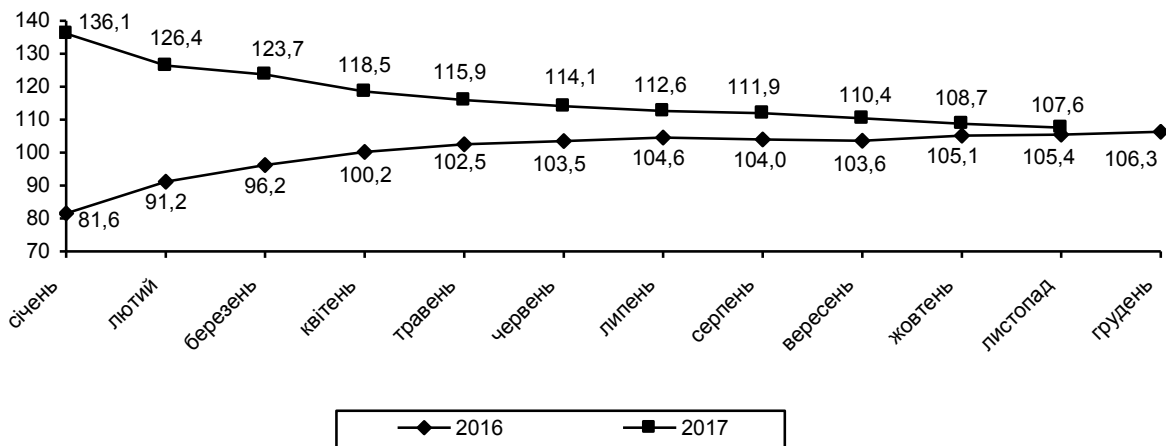 140
130
120
110
100
90
80
70
136,1
126,4
123,7
118,5
115,9
114,1
112,6
111,9
110,4
108,7
107,6
81,6
91,2
96,2
100,2
102,5
103,5
104,6
104,0
103,6
105,1
105,4
106,3
січень
лютий
березень
квітень
травень
червень
липень
серпень
вересень
жовтень
листопад
грудень
2016
2017